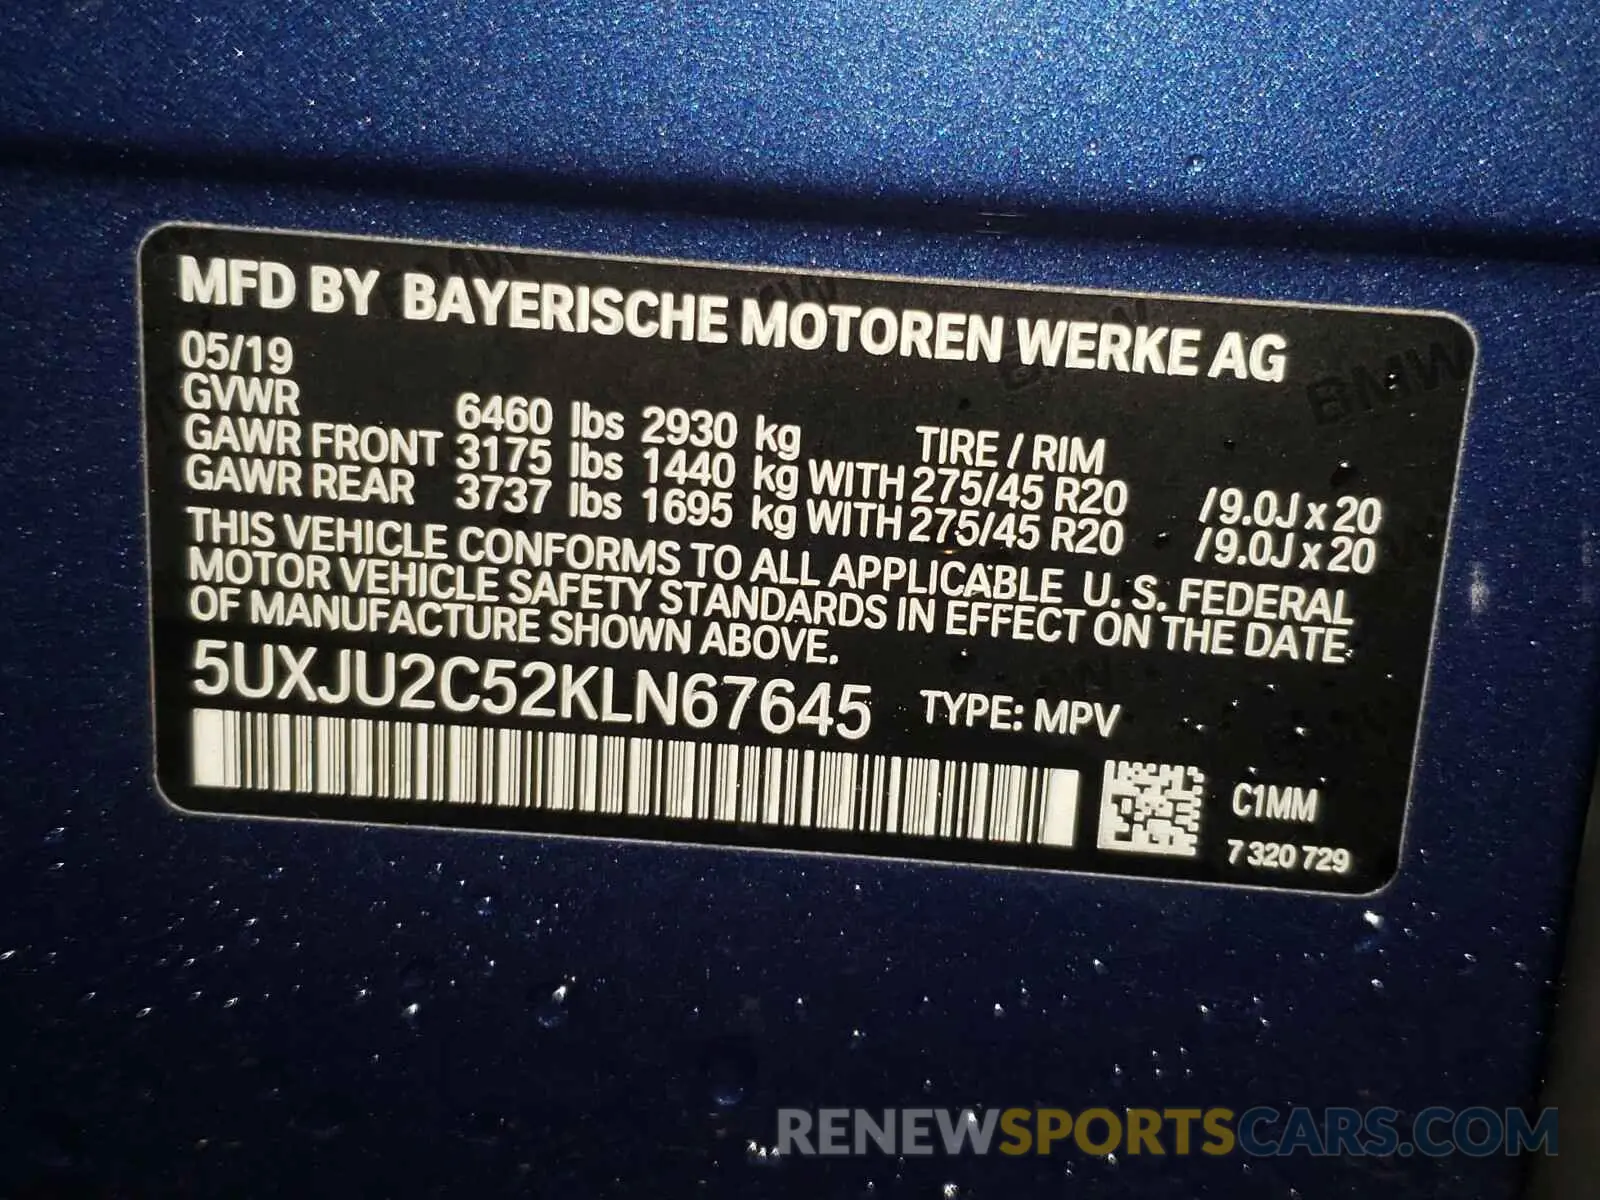 MFD BY BAYERISCHE MOTOREN WERKE AG
05/19
GVWR 6460 lbs 2930 kg TIRE / RIM
GAWR FRONT 3175 lbs 1440 kg WITH 275/45 R20 /9.0J x 20
GAWR REAR 3737 lbs 1695 kg WITH 275/45 R20 /9.0J x 20
THIS VEHICLE CONFORMS TO ALL APPLICABLE U.S. FEDERAL
MOTOR VEHICLE SAFETY STANDARDS IN EFFECT ON THE DATE
OF MANUFACTURE SHOWN ABOVE.
5UXJU2C52KLN67645 TYPE: MPV
C1MM
7 320 729
RENEWSPORTSCARS.COM